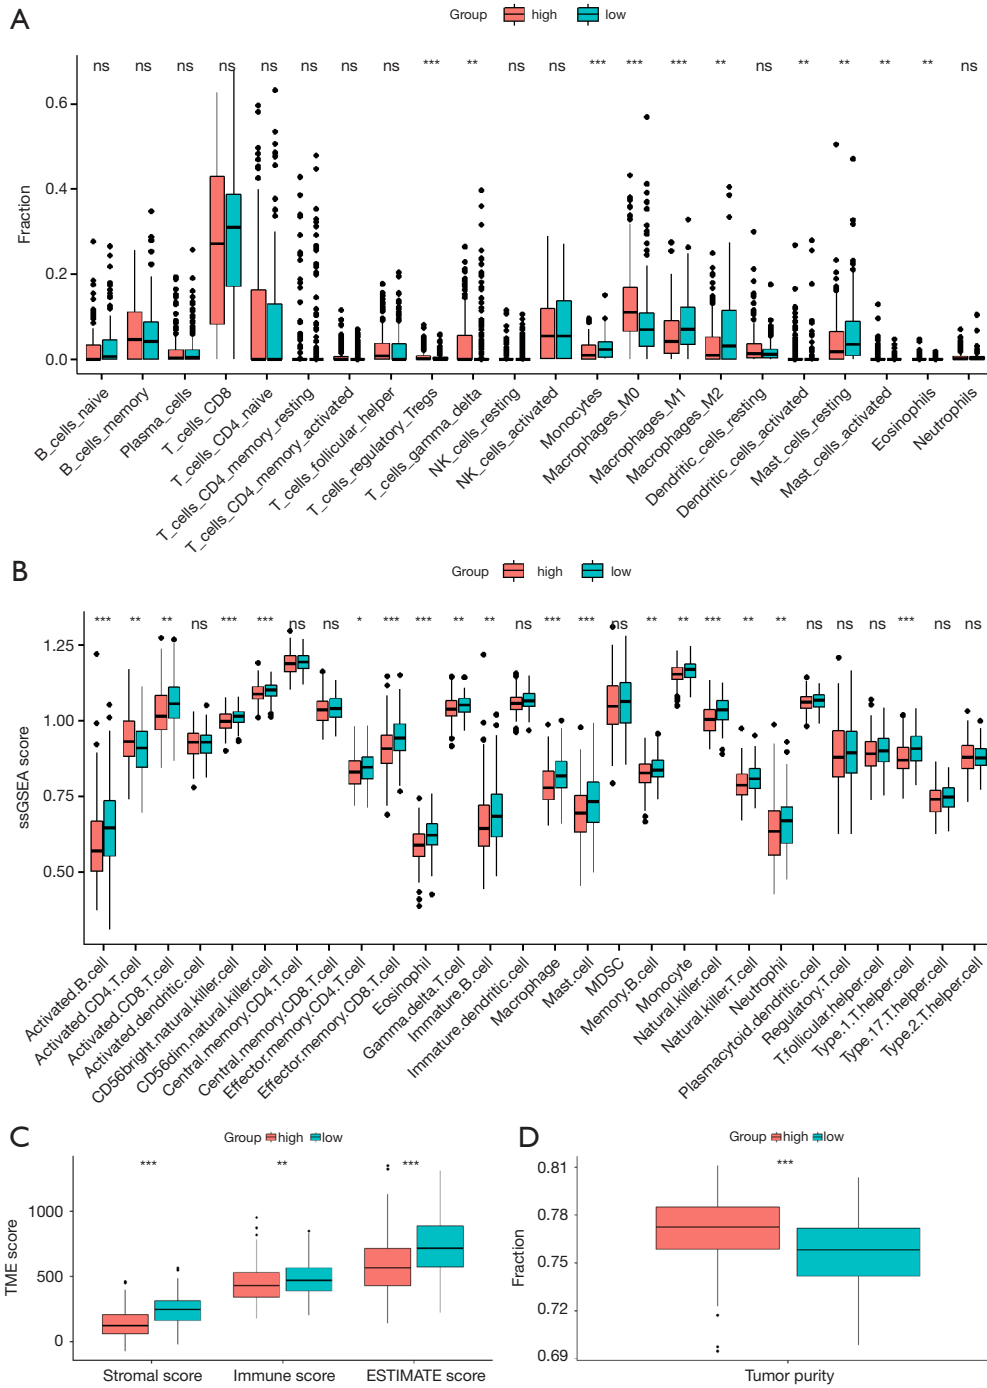 A
Group high low
ns ns ns ns ns ns ns ns *** ** ns ns *** *** *** ** ns ** ** ** ** ns
0.6
0.4
0.2
0.0
Fraction
B_cells_naive
B_cells_memory
Plasma_cells
T_cells_CD8
T_cells_CD4_naive
T_cells_CD4_memory_resting
T_cells_CD4_memory_activated
T_cells_follicular_helper
T_cells_regulatory_Tregs
T_cells_gamma_delta
NK_cells_resting
NK_cells_activated
Monocytes
Macrophages_M0
Macrophages_M1
Macrophages_M2
Dendritic_cells_resting
Dendritic_cells_activated
Mast_cells_resting
Mast_cells_activated
Eosinophils
Neutrophils
B
Group high low
*** ** ** ns *** *** ns ns * *** *** ** ** ns *** *** ns ** ** *** ** ** ns ns ns *** ns ns
1.25
1.00
0.75
0.50
ssGSEA score
Activated.B.cell
Activated.CD4.T.cell
Activated.CD8.T.cell
Activated.dendritic.cell
CD56bright.natural.killer.cell
CD56dim.natural.killer.cell
Central.memory.CD4.T.cell
Central.memory.CD8.T.cell
Effector.memory.CD4.T.cell
Effector.memory.CD8.T.cell
Eosinophil
Gamma.delta.T.cell
Immature.B.cell
Immature.dendritic.cell
Macrophage
Mast.cell
MDSC
Memory.B.cell
Monocyte
Natural.killer.cell
Natural.killer.T.cell
Neutrophil
Plasmacytoid.dendritic.cell
Regulatory.T.cell
T.follicular.helper.cell
Type.1.T.helper.cell
Type.17.T.helper.cell
Type.2.T.helper.cell
C
Group high low
*** ** ***
1000
500
0
TME score
Stromal score Immune score ESTIMATE score
D
Group high low
***
0.81
0.78
0.75
0.72
0.69
Fraction
Tumor purity